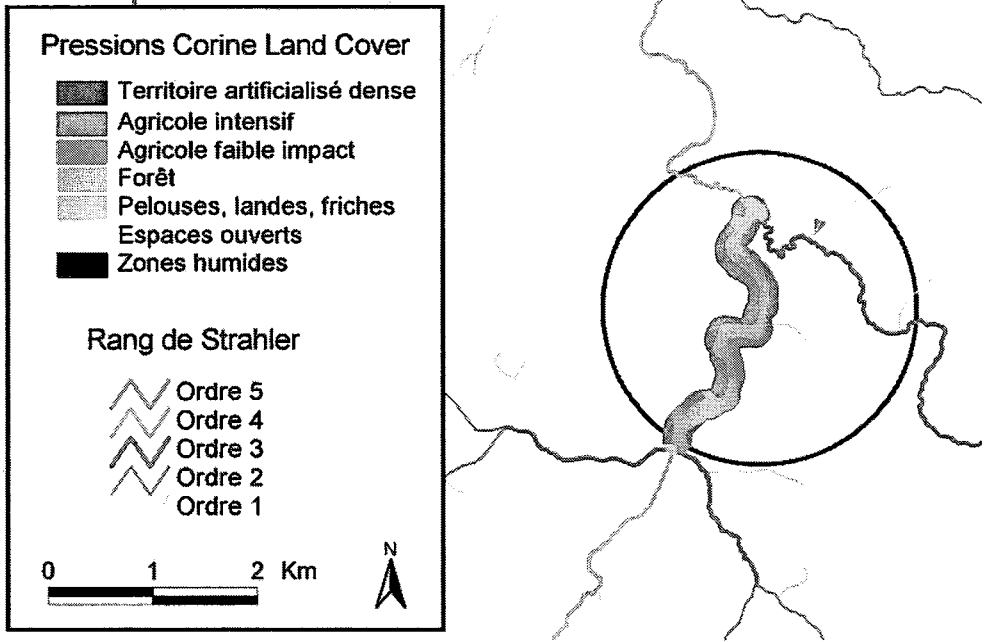 Pressions Corine Land Cover
Territoire artificialisé dense
Agricole intensif
Agricole faible impact
Forêt
Pelouses, landes, friches
Espaces ouverts
Zones humides
Rang de Strahler
Ordre 5
Ordre 4
Ordre 3
Ordre 2
Ordre 1
N
0 1 2 Km